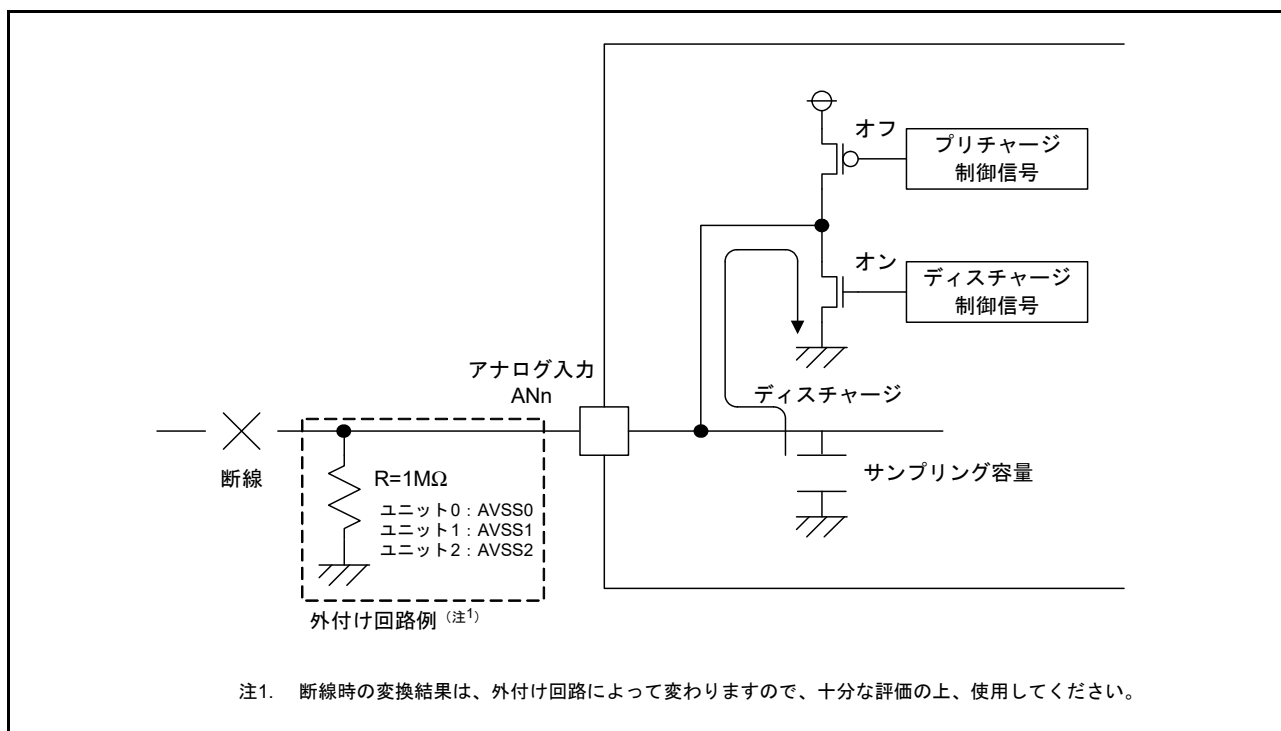 オフ
プリチャージ
制御信号
オン
ディスチャージ
制御信号
アナログ入力
ANn
ディスチャージ
断線
R=1MΩ
ユニット0：AVSS0
ユニット1：AVSS1
ユニット2：AVSS2
サンプリング容量
外付け回路例（注1）
注1. 断線時の変換結果は、外付け回路によって変わりますので、十分な評価の上、使用してください。